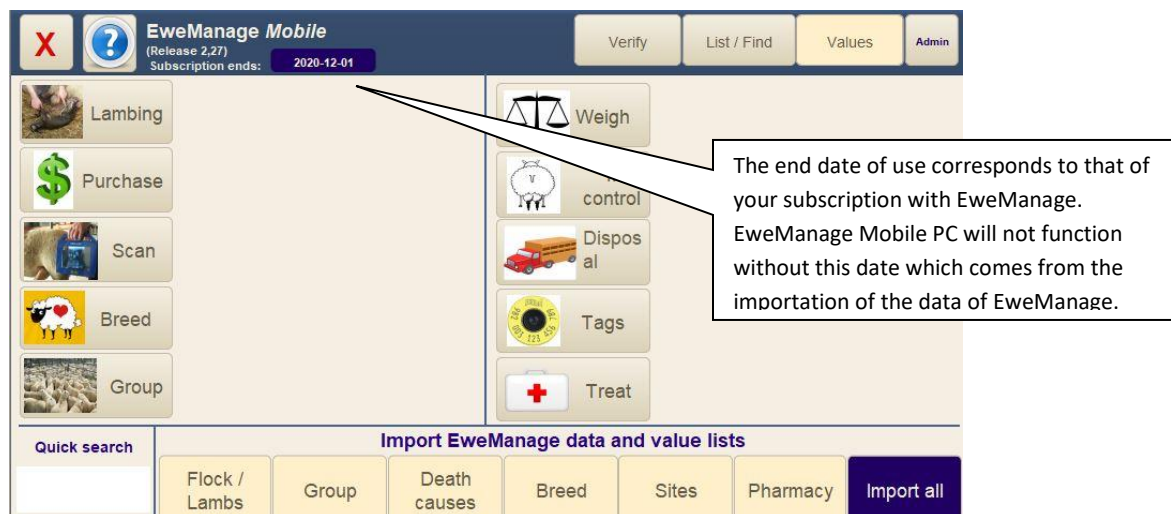 X
?
EweManage Mobile
(Release 2,27)
Subscription ends:
2020-12-01
Verify
List / Find
Values
Admin
Lambing
Purchase
Scan
Breed
Group
Weigh
control
Dispos
al
Tags
Treat
The end date of use corresponds to that of
your subscription with EweManage.
EweManage Mobile PC will not function
without this date which comes from the
importation of the data of EweManage.
Quick search
Import EweManage data and value lists
Flock /
Lambs
Group
Death
causes
Breed
Sites
Pharmacy
Import all